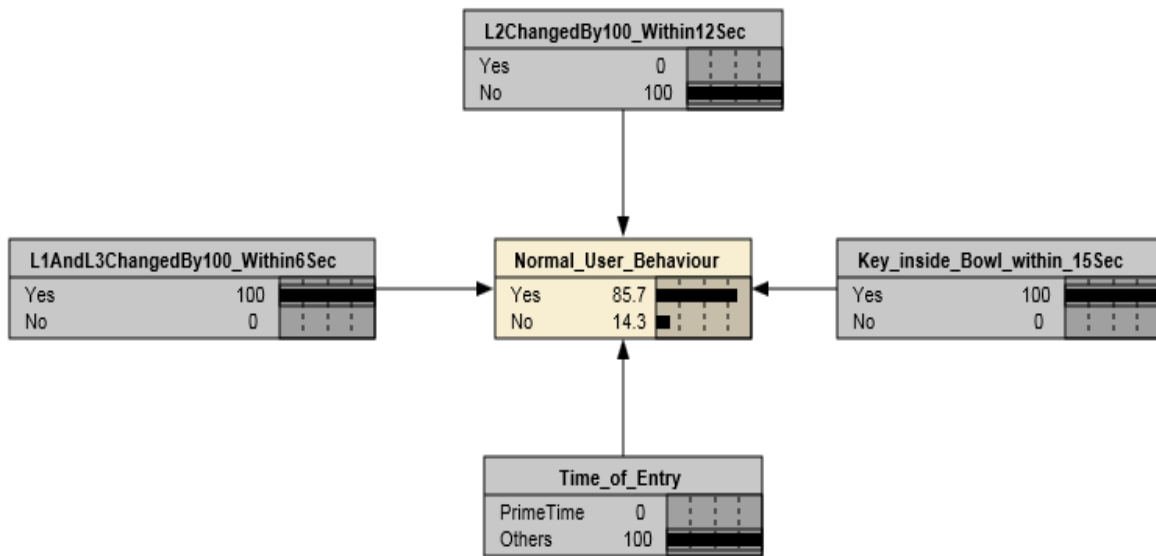 L2ChangedBy100_Within12Sec
Yes 0
No 100
L1AndL3ChangedBy100_Within6Sec
Yes 100
No 0
Normal_User_Behaviour
Yes 85.7
No 14.3
Key_inside_Bowl_within_15Sec
Yes 100
No 0
Time_of_Entry
PrimeTime 0
Others 100